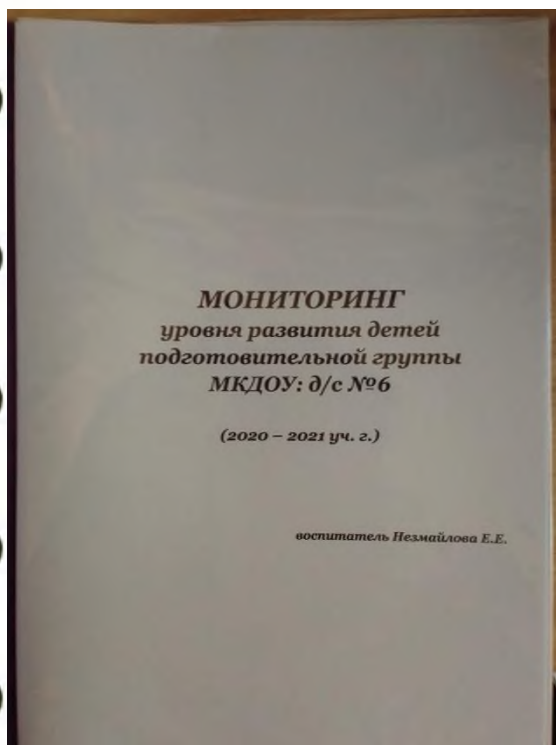 МОНИТОРИНГ
уровня развития детей
подготовительной группы
МКДОУ: д/с №6
(2020 – 2021 уч. г.)
воспитатель Незмайлова Е.Е.